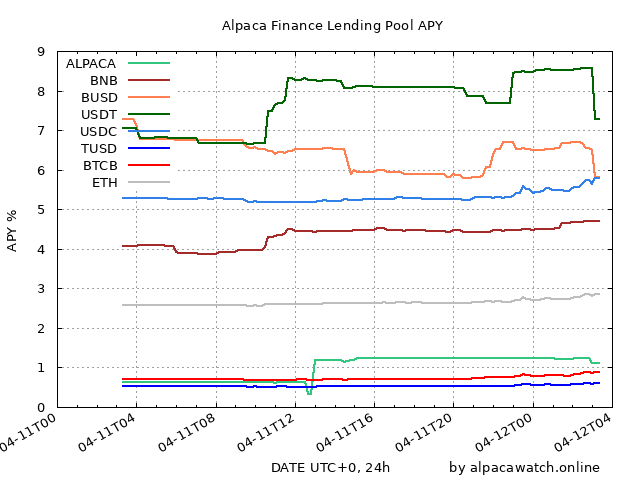 Alpaca Finance Lending Pool APY
ALPACA
BNB
BUSD
USDT
USDC
TUSD
BTCB
ETH
APY %
9
8
7
6
5
4
3
2
1
0
04-11T00
04-11T04
04-11T08
04-11T12
04-11T16
04-11T20
04-12T00
04-12T04
DATE UTC+0, 24h
by alpacawatch.online